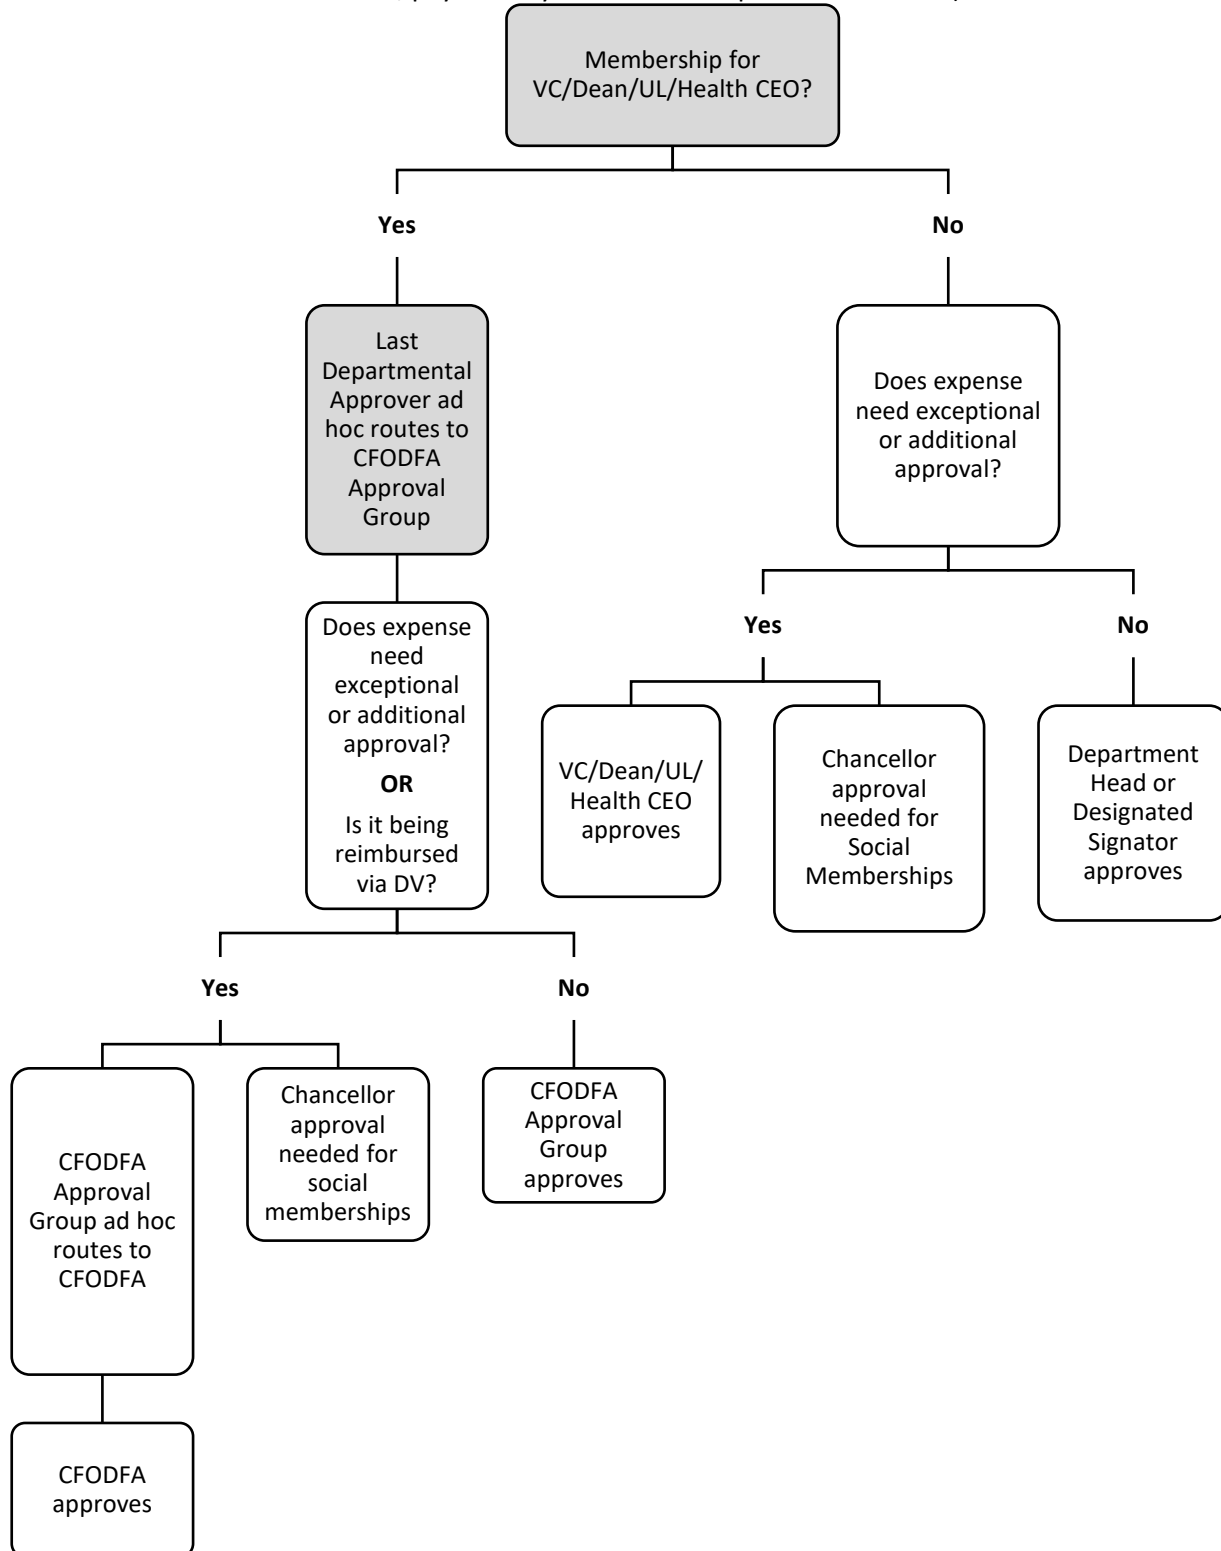 Membership for
VC/Dean/UL/Health CEO?
Yes
No
Last
Departmental
Approver ad
hoc routes to
CFODFA
Approval
Group
Does expense
need exceptional
or additional
approval?
Does expense
need
exceptional
or additional
approval?
OR
Is it being
reimbursed
via DV?
Yes
No
VC/Dean/UL/
Health CEO
approves
Chancellor
approval
needed for
Social
Memberships
Department
Head or
Designated
Signator
approves
Yes
No
CFODFA
Approval
Group ad hoc
routes to
CFODFA
Chancellor
approval
needed for
social
memberships
CFODFA
Approval
Group
approves
CFODFA
approves